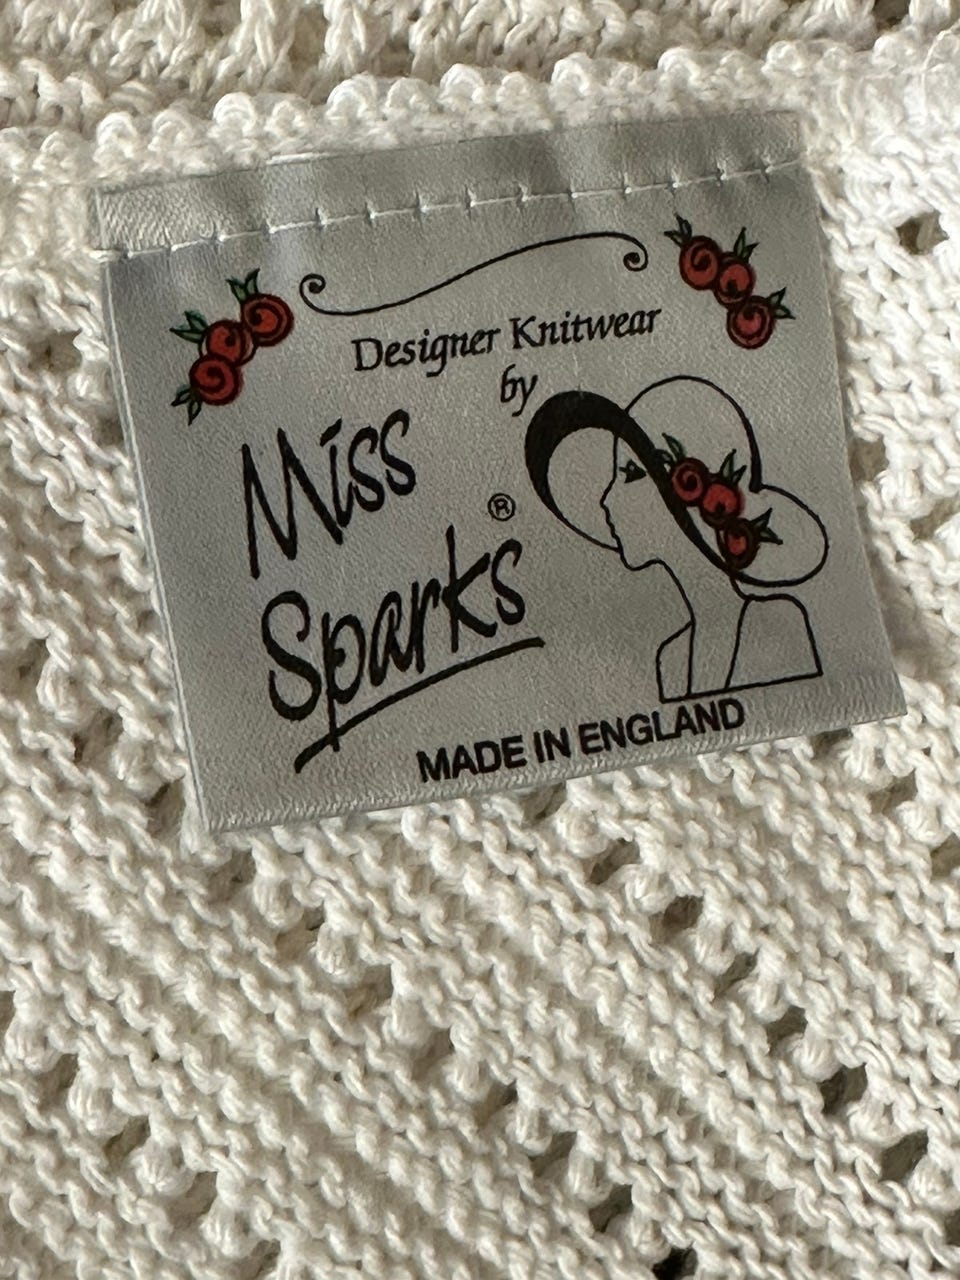 Designer Knitwear
by
Miss
Sparks®
MADE IN ENGLAND